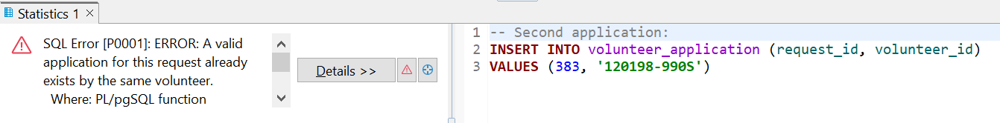 Statistics 1
SQL Error [P0001]: ERROR: A valid
application for this request already
exists by the same volunteer.
Where: PL/pgSQL function
Details >>
1 -- Second application:
2 INSERT INTO volunteer_application (request_id, volunteer_id)
3 VALUES (383, '120198-990S')